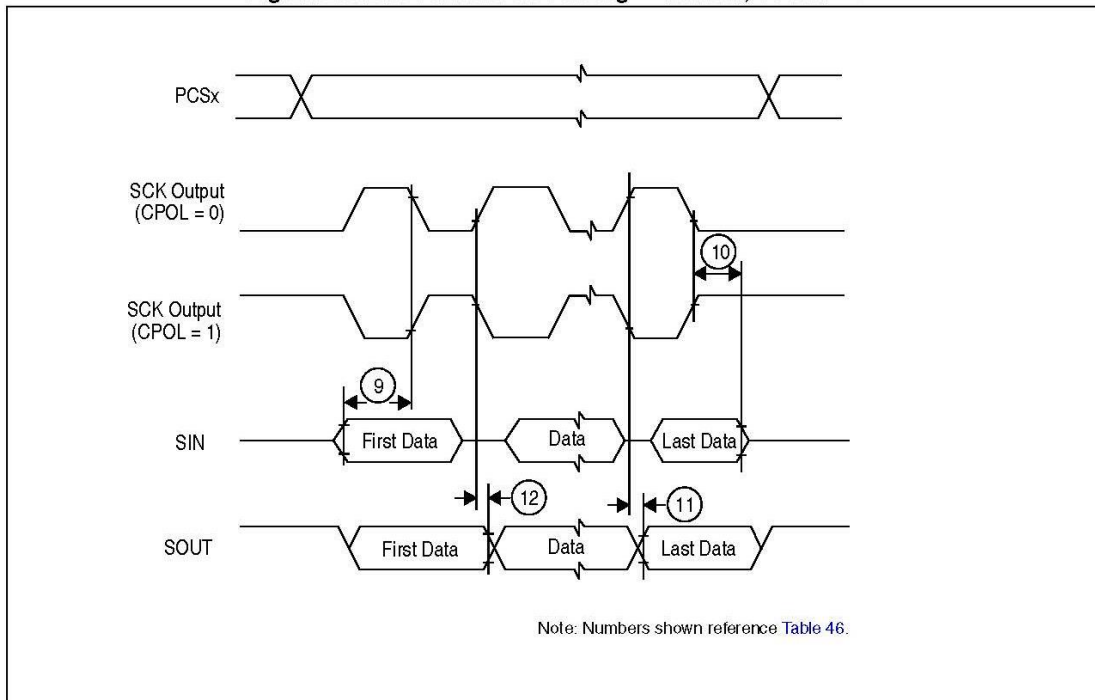 PCSx
SCK Output
(CPOL = 0)
10
SCK Output
(CPOL = 1)
9
SIN
First Data
Data
Last Data
12
11
SOUT
First Data
Data
Last Data
Note: Numbers shown reference Table 46.